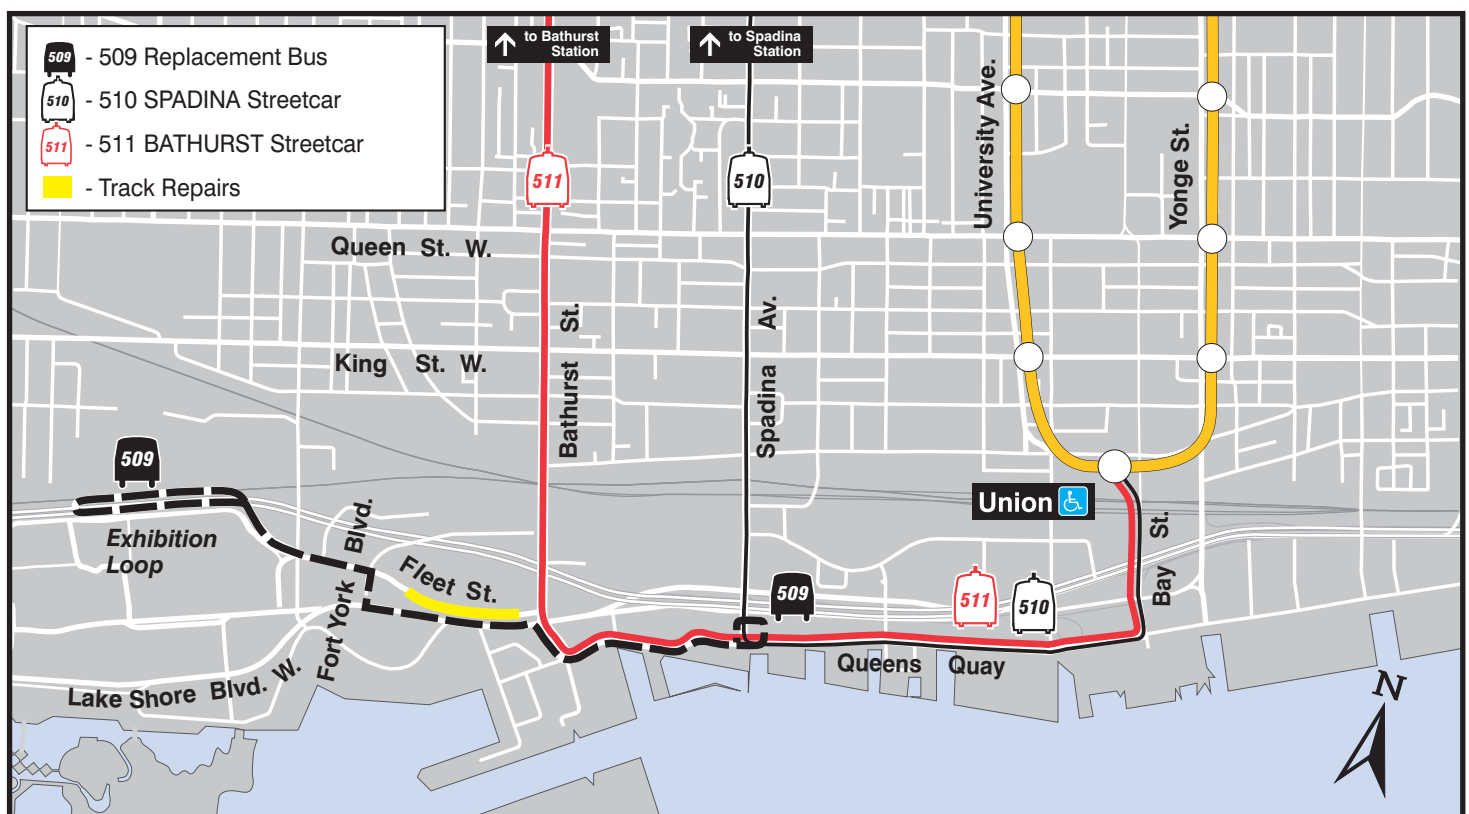 509 - 509 Replacement Bus
510 - 510 SPADINA Streetcar
511 - 511 BATHURST Streetcar
- Track Repairs
to Bathurst
Station
to Spadina
Station
511
510
University Ave.
Yonge St.
Queen St. W.
King St. W.
Bathurst St.
Spadina Av.
509
Exhibition
Loop
Fort York Blvd.
Fleet St.
Lake Shore Blvd. W.
509
511
510
Union
Bay St.
Queens Quay
N